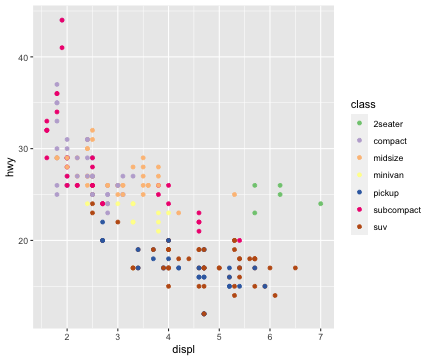 40
30
20
hwy
2
3
4
5
6
7
displ
class
2seater
compact
midsize
minivan
pickup
subcompact
suv